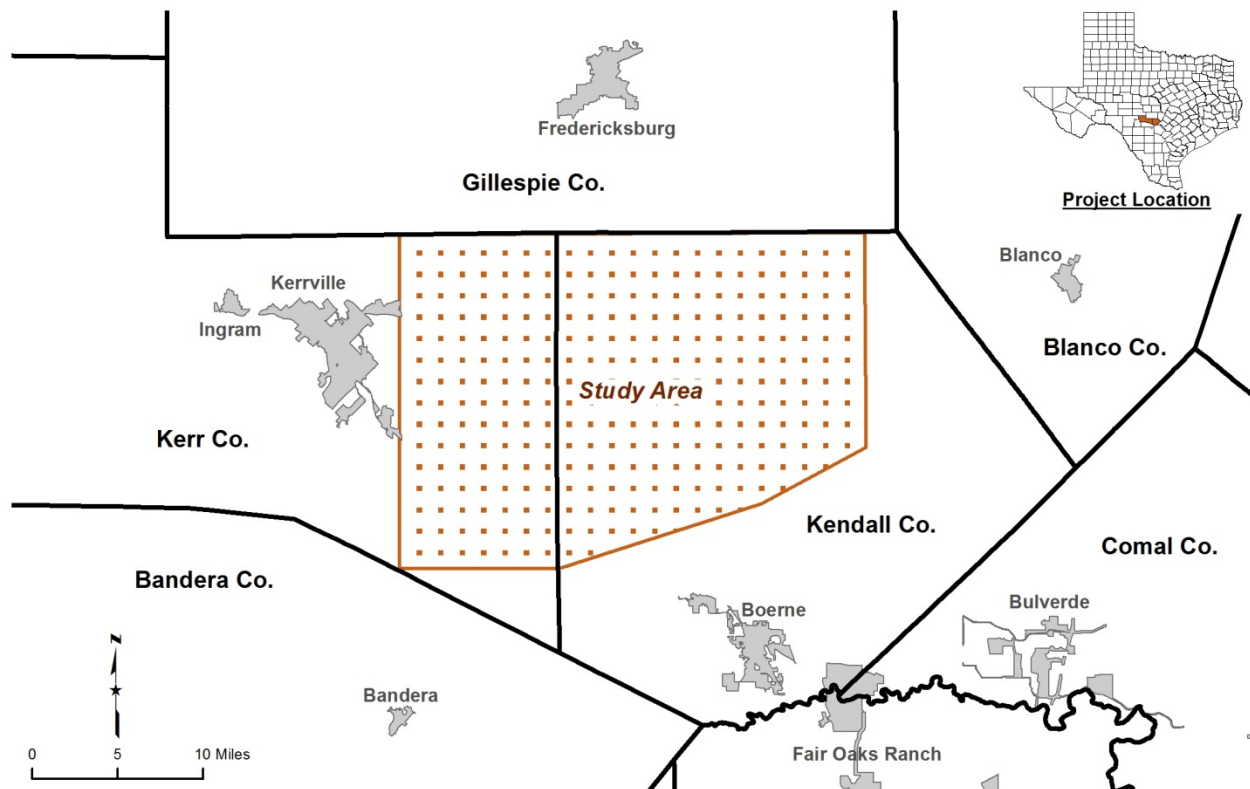 Fredericksburg
Gillespie Co.
Project Location
Blanco
Kerrville
Ingram
Blanco Co.
Study Area
Kerr Co.
Kendall Co.
Comal Co.
Bandera Co.
Boerne
Bulverde
N
Bandera
0 5 10 Miles
Fair Oaks Ranch